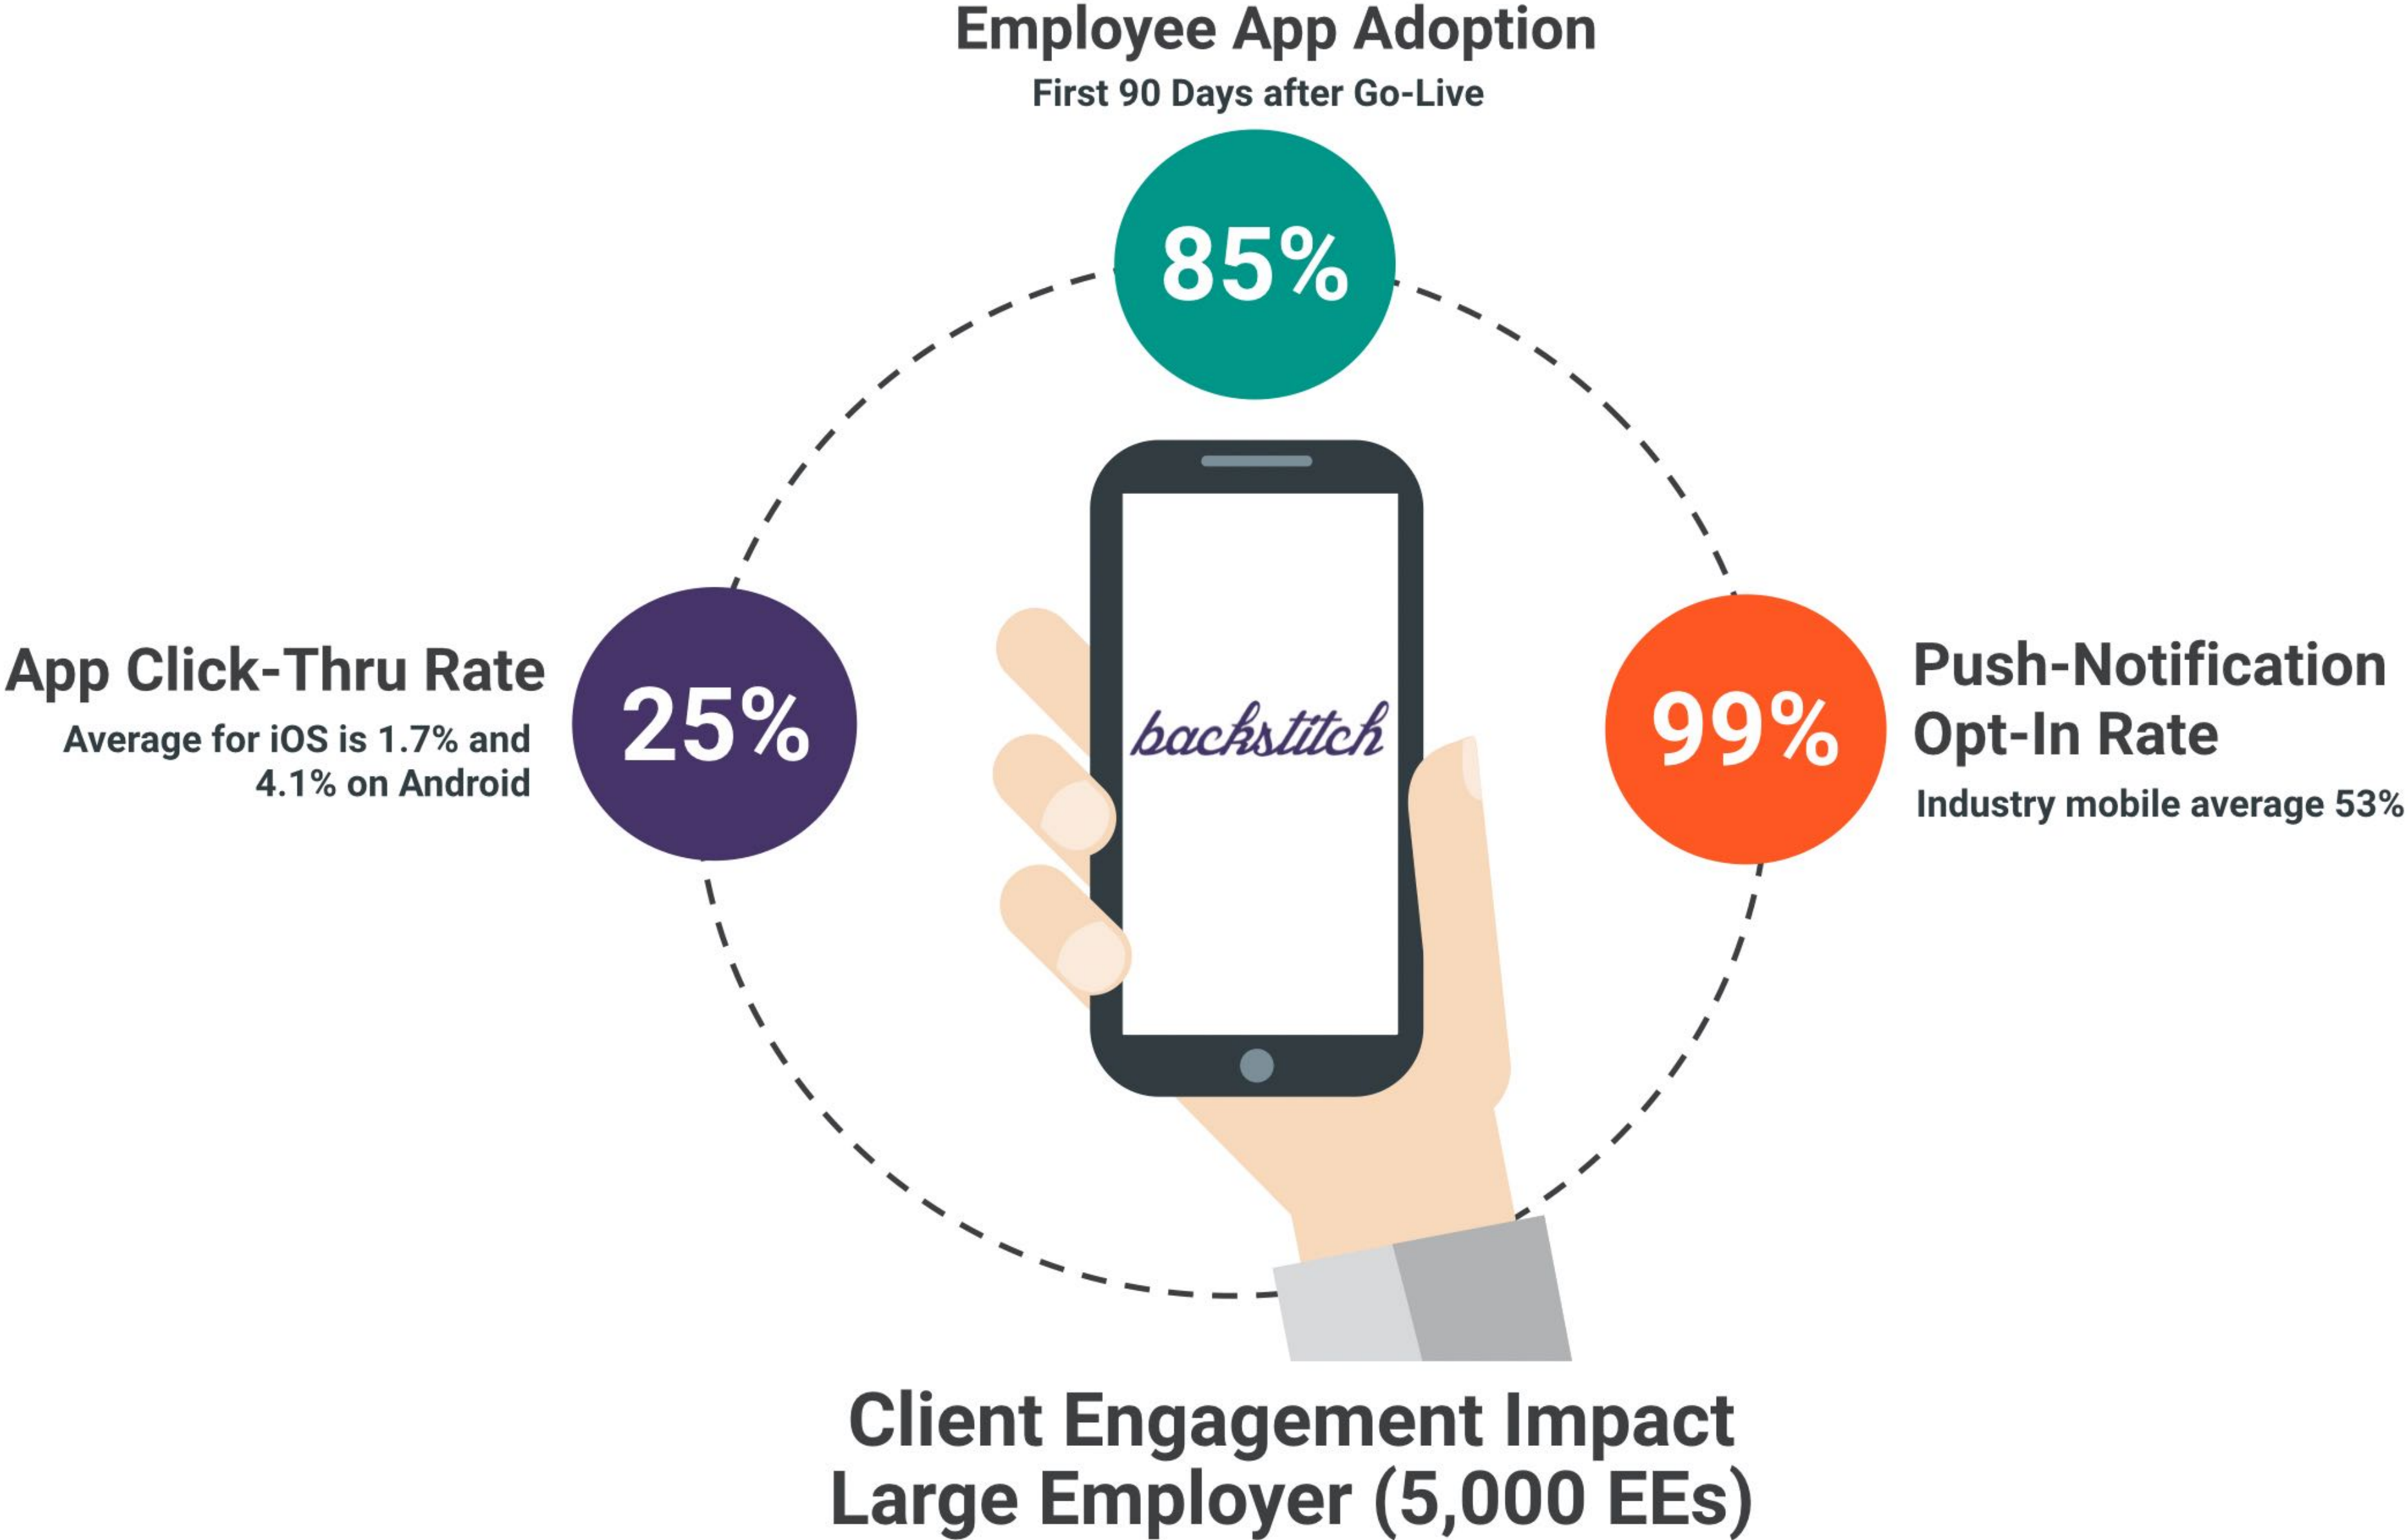 Employee App Adoption
First 90 Days after Go-Live
85%
App Click-Thru Rate
Average for iOS is 1.7% and
4.1% on Android
25%
backstitch
99%
Push-Notification
Opt-In Rate
Industry mobile average 53%
Client Engagement Impact
Large Employer (5,000 EEs)